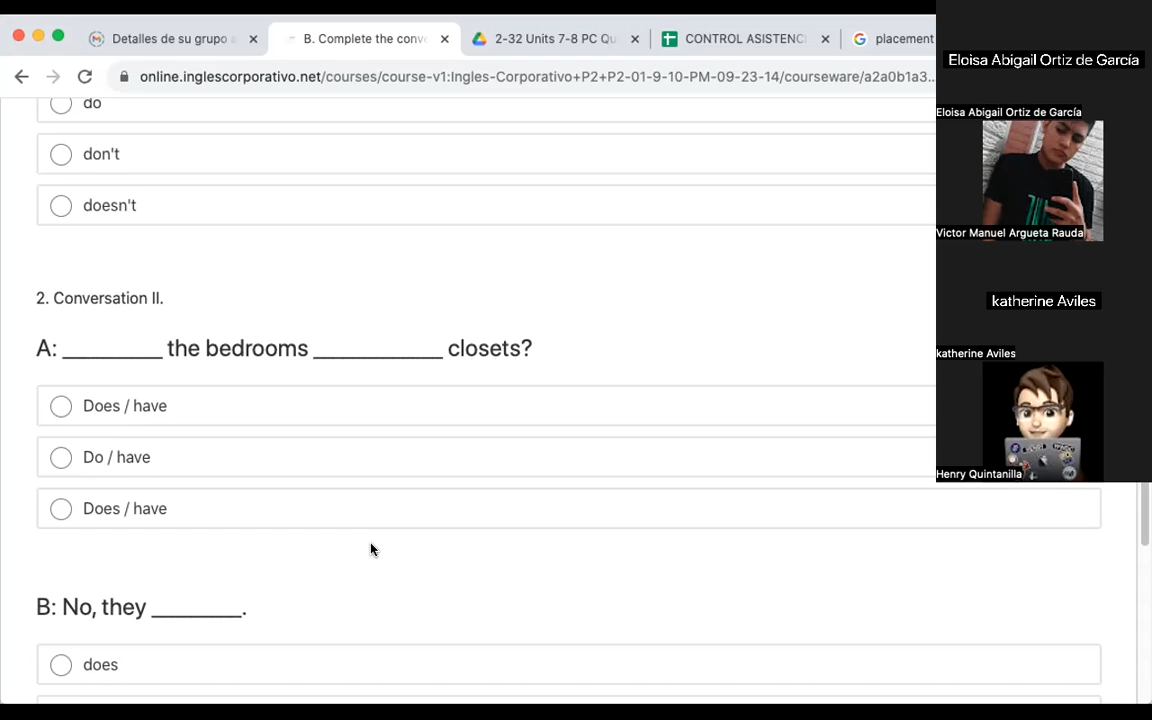 Detalles de su grupo
B. Complete the conv
2-32 Units 7-8 PC Qu
CONTROL ASISTENC
placement
online.inglescorporativo.net/courses/course-v1:Ingles-Corporativo+P2+P2-01-9-10-PM-09-23-14/courseware/a2a0b1a3...
do
don't
doesn't
2. Conversation II.
A: ________ the bedrooms __________ closets?
Does / have
Do / have
Does / have
B: No, they _______.
does
Eloisa Abigail Ortiz de García
Eloisa Abigail Ortiz de García
Victor Manuel Argueta Rauda
katherine Aviles
katherine Aviles
Henry Quintanilla